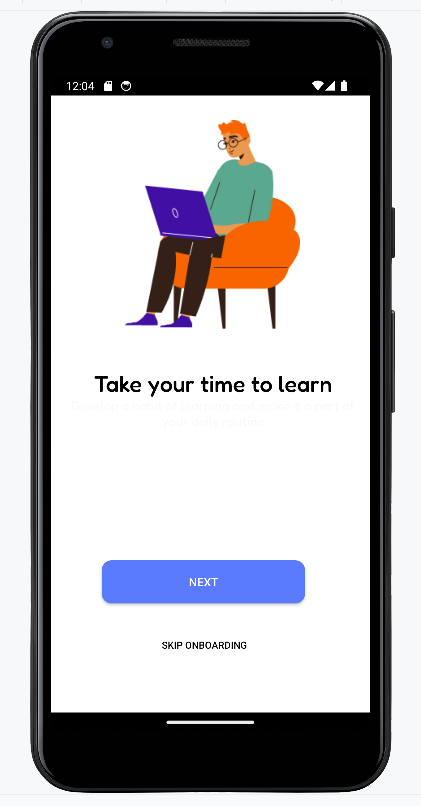 12:04
Take your time to learn
Develop a habit of learning and make it a part of
your daily routine
NEXT
SKIP ONBOARDING